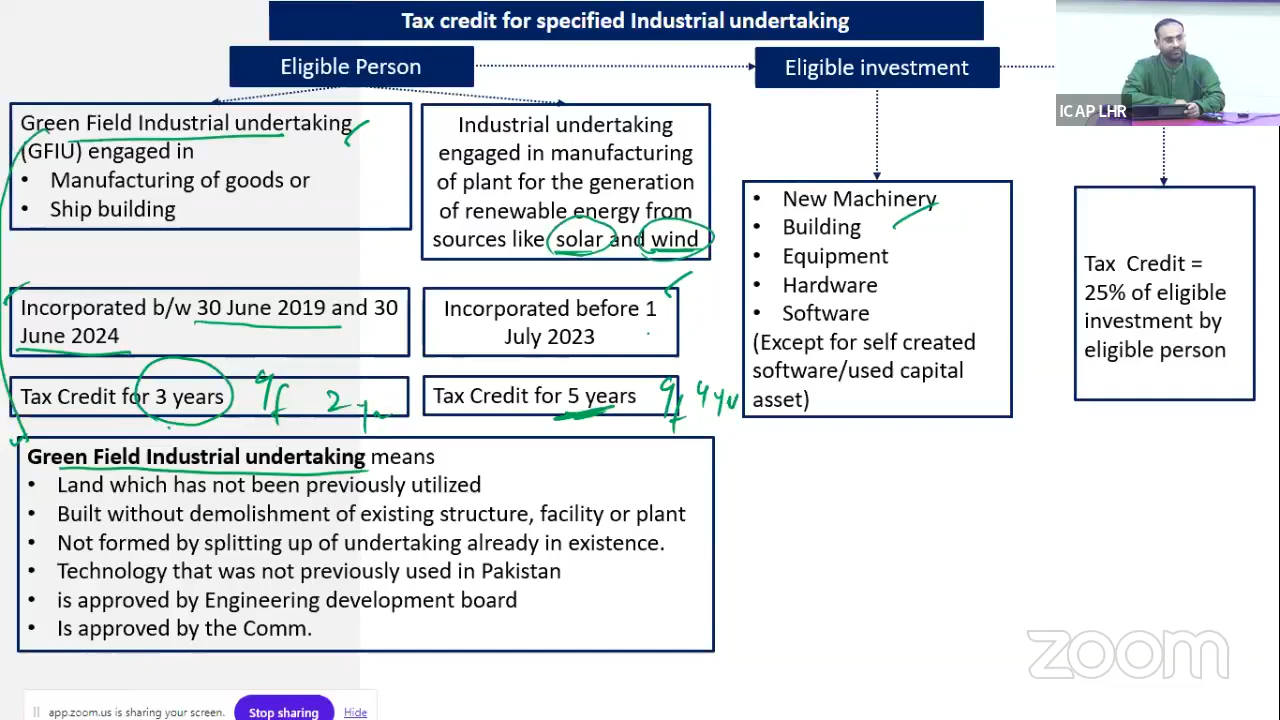 Tax credit for specified Industrial undertaking
Eligible Person
Eligible investment
ICAP LHR
Green Field Industrial undertaking
(GFIU) engaged in
• Manufacturing of goods or
• Ship building
Industrial undertaking
engaged in manufacturing
of plant for the generation
of renewable energy from
sources like solar and wind
Incorporated b/w 30 June 2019 and 30
June 2024
Incorporated before 1
July 2023
Tax Credit for 3 years
2
Tax Credit for 5 years
4
• New Machinery
• Building
• Equipment
• Hardware
• Software
(Except for self created
software/used capital
asset)
Tax Credit =
25% of eligible
investment by
eligible person
Green Field Industrial undertaking means
• Land which has not been previously utilized
• Built without demolishment of existing structure, facility or plant
• Not formed by splitting up of undertaking already in existence.
• Technology that was not previously used in Pakistan
• is approved by Engineering development board
• Is approved by the Comm.
zoom
app.zoom.us is sharing your screen.
Stop sharing
Hide